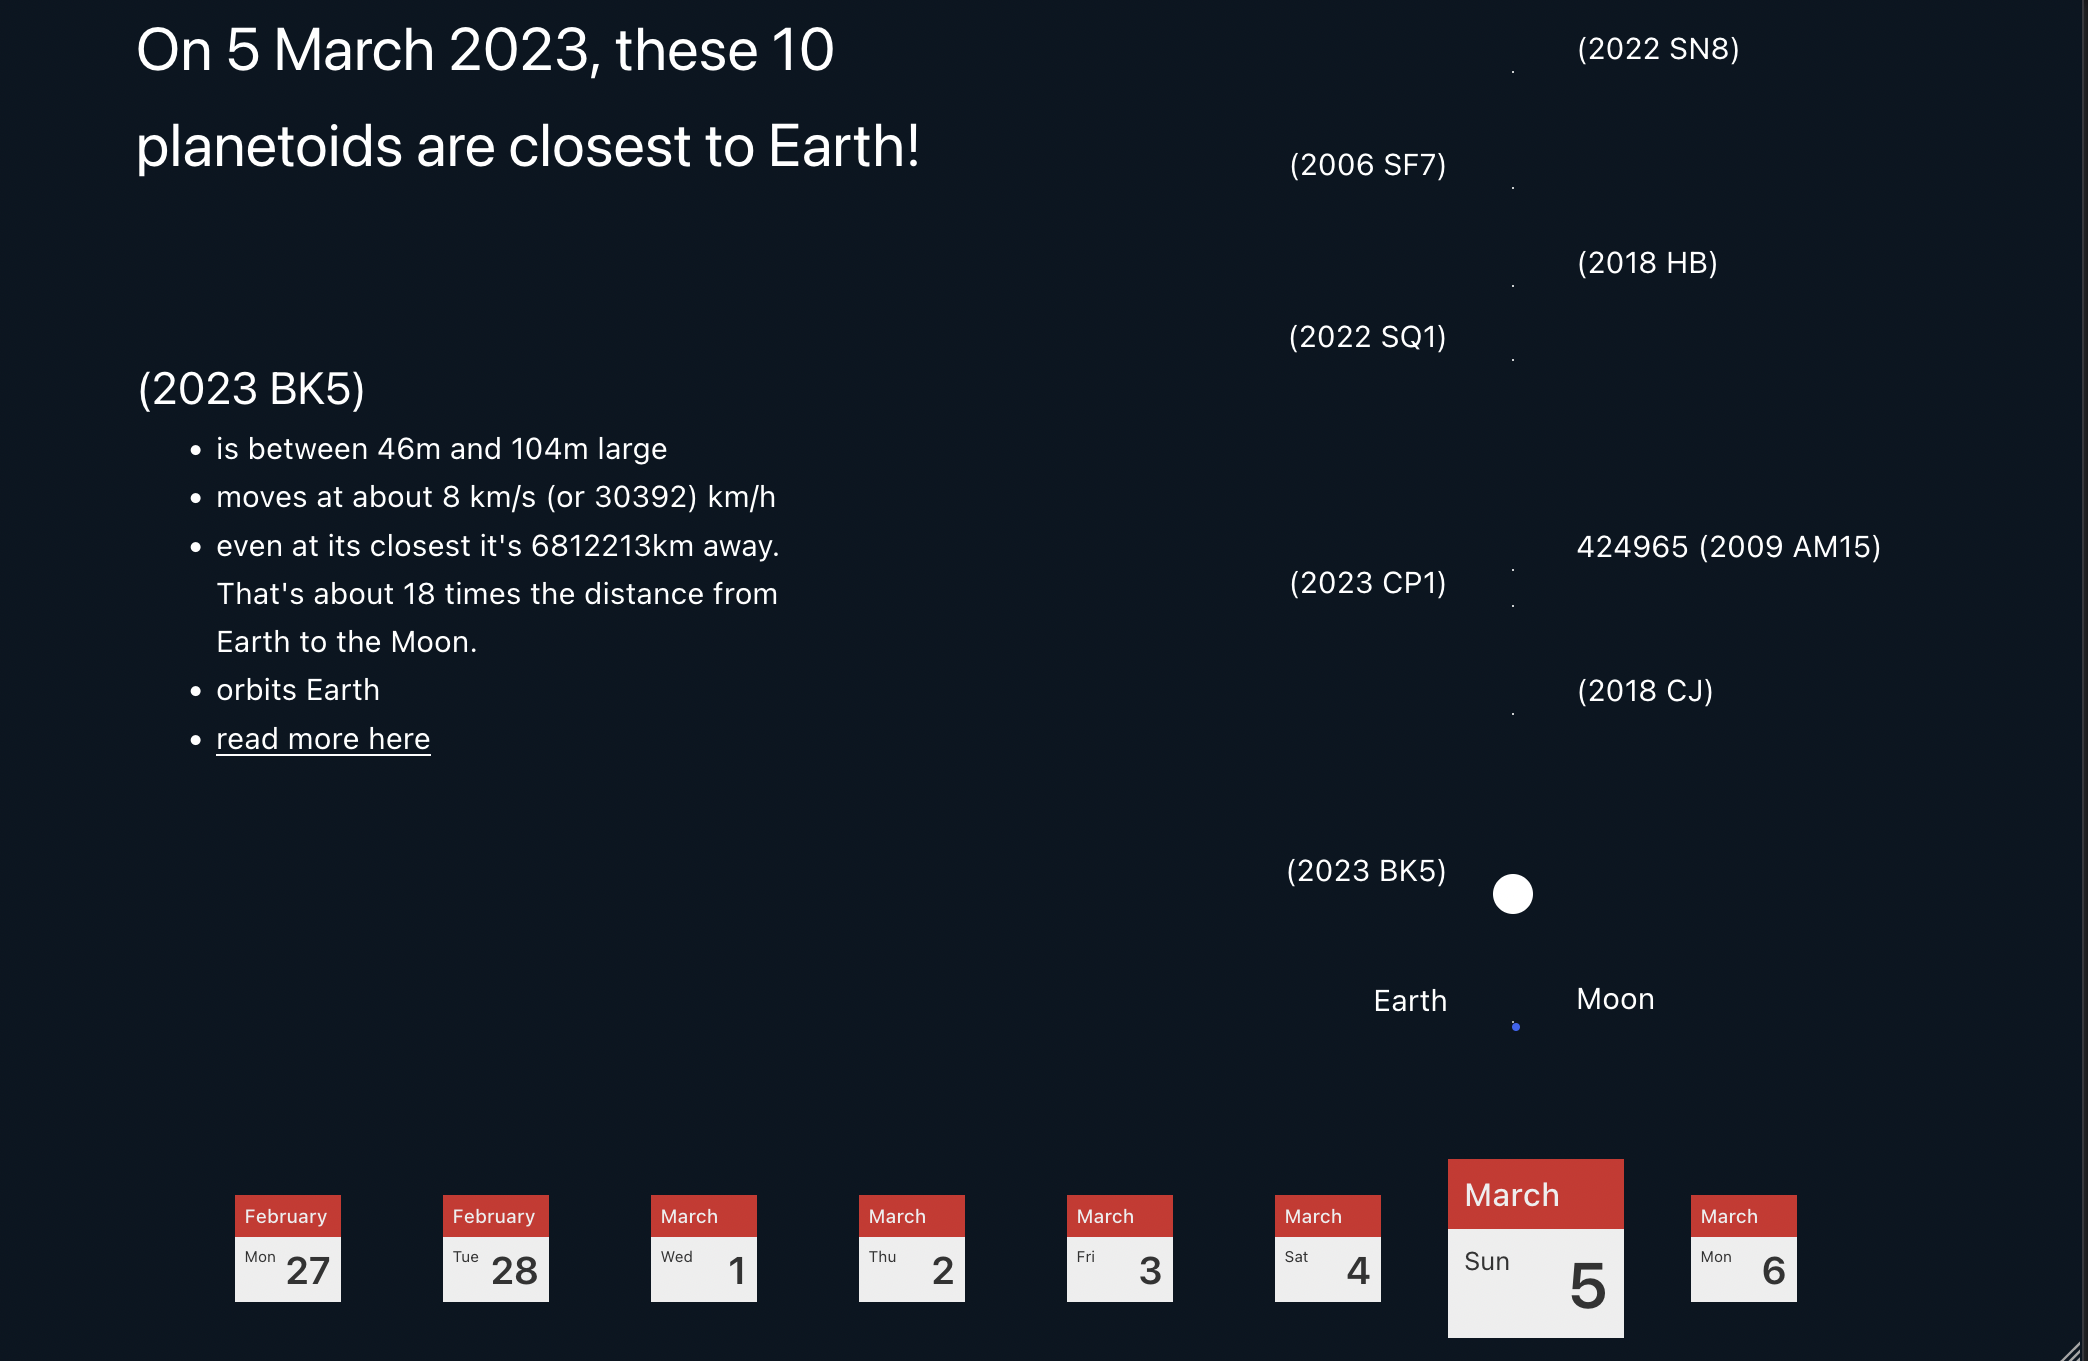 On 5 March 2023, these 10
planetoids are closest to Earth!
(2023 BK5)
• is between 46m and 104m large
• moves at about 8 km/s (or 30392) km/h
• even at its closest it's 6812213km away.
That's about 18 times the distance from
Earth to the Moon.
• orbits Earth
• read more here
(2022 SN8)
(2006 SF7)
(2018 HB)
(2022 SQ1)
424965 (2009 AM15)
(2023 CP1)
(2018 CJ)
(2023 BK5)
Earth
Moon
February
Mon 27
February
Tue 28
March
Wed 1
March
Thu 2
March
Fri 3
March
Sat 4
March
Sun 5
March
Mon 6